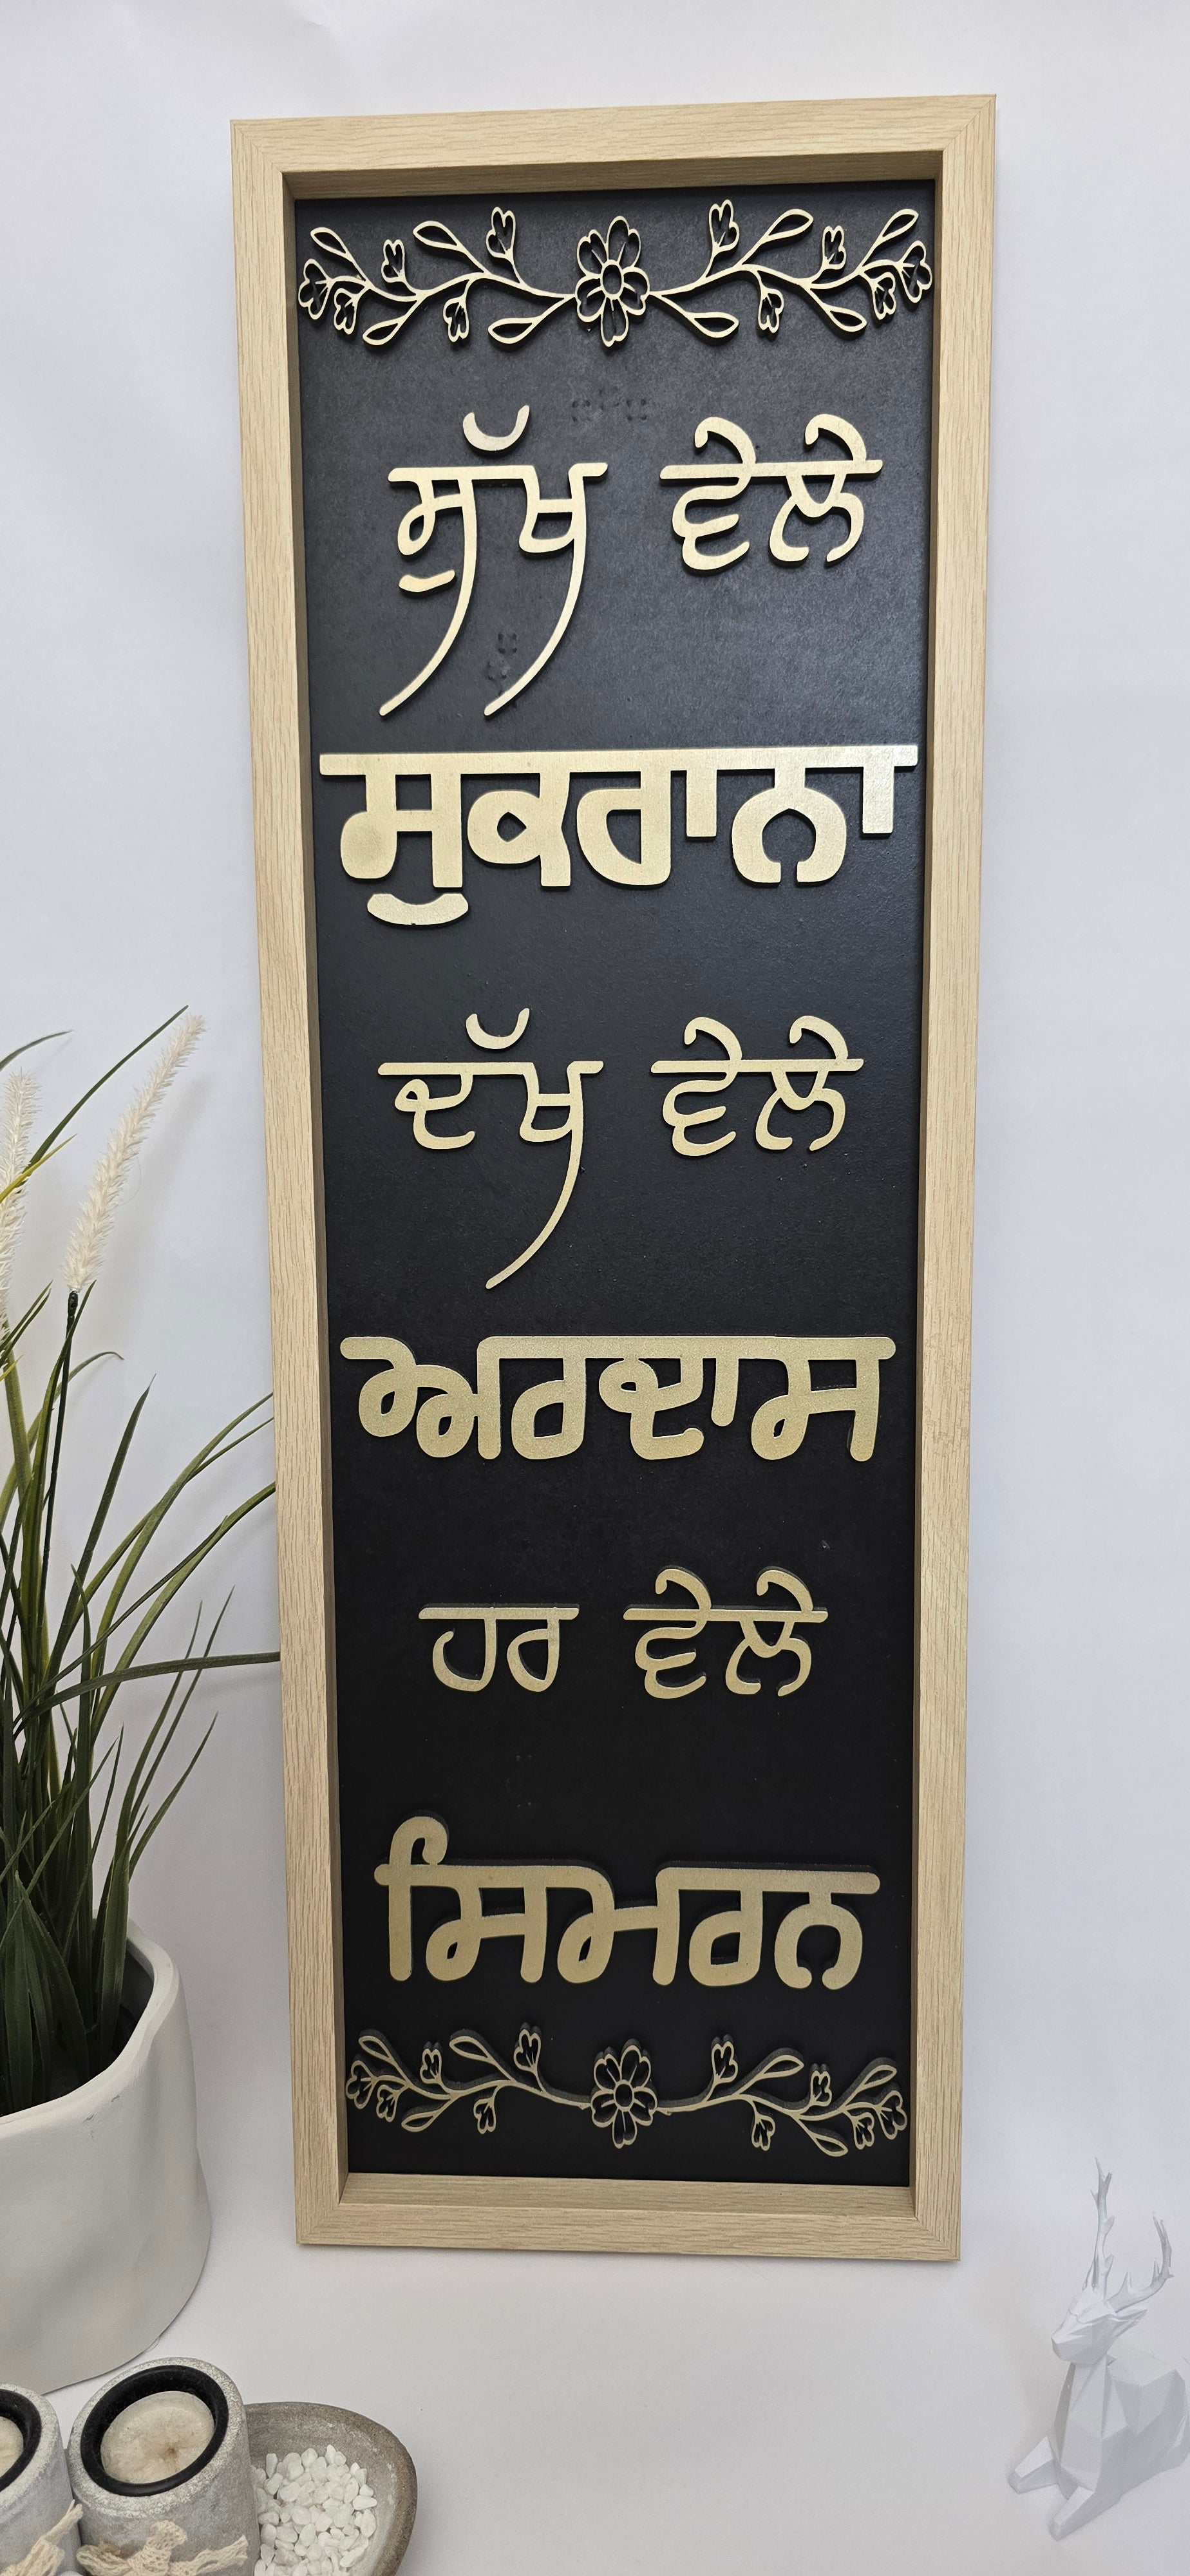 ਸੁੱਖ ਵੇਲੇ
ਸੁਕਰਾਨਾ
ਦੱਖ ਵੇਲੇ
ਅਰਦਾਸ
ਹਰ ਵੇਲੇ
ਸਿਮਰਨ